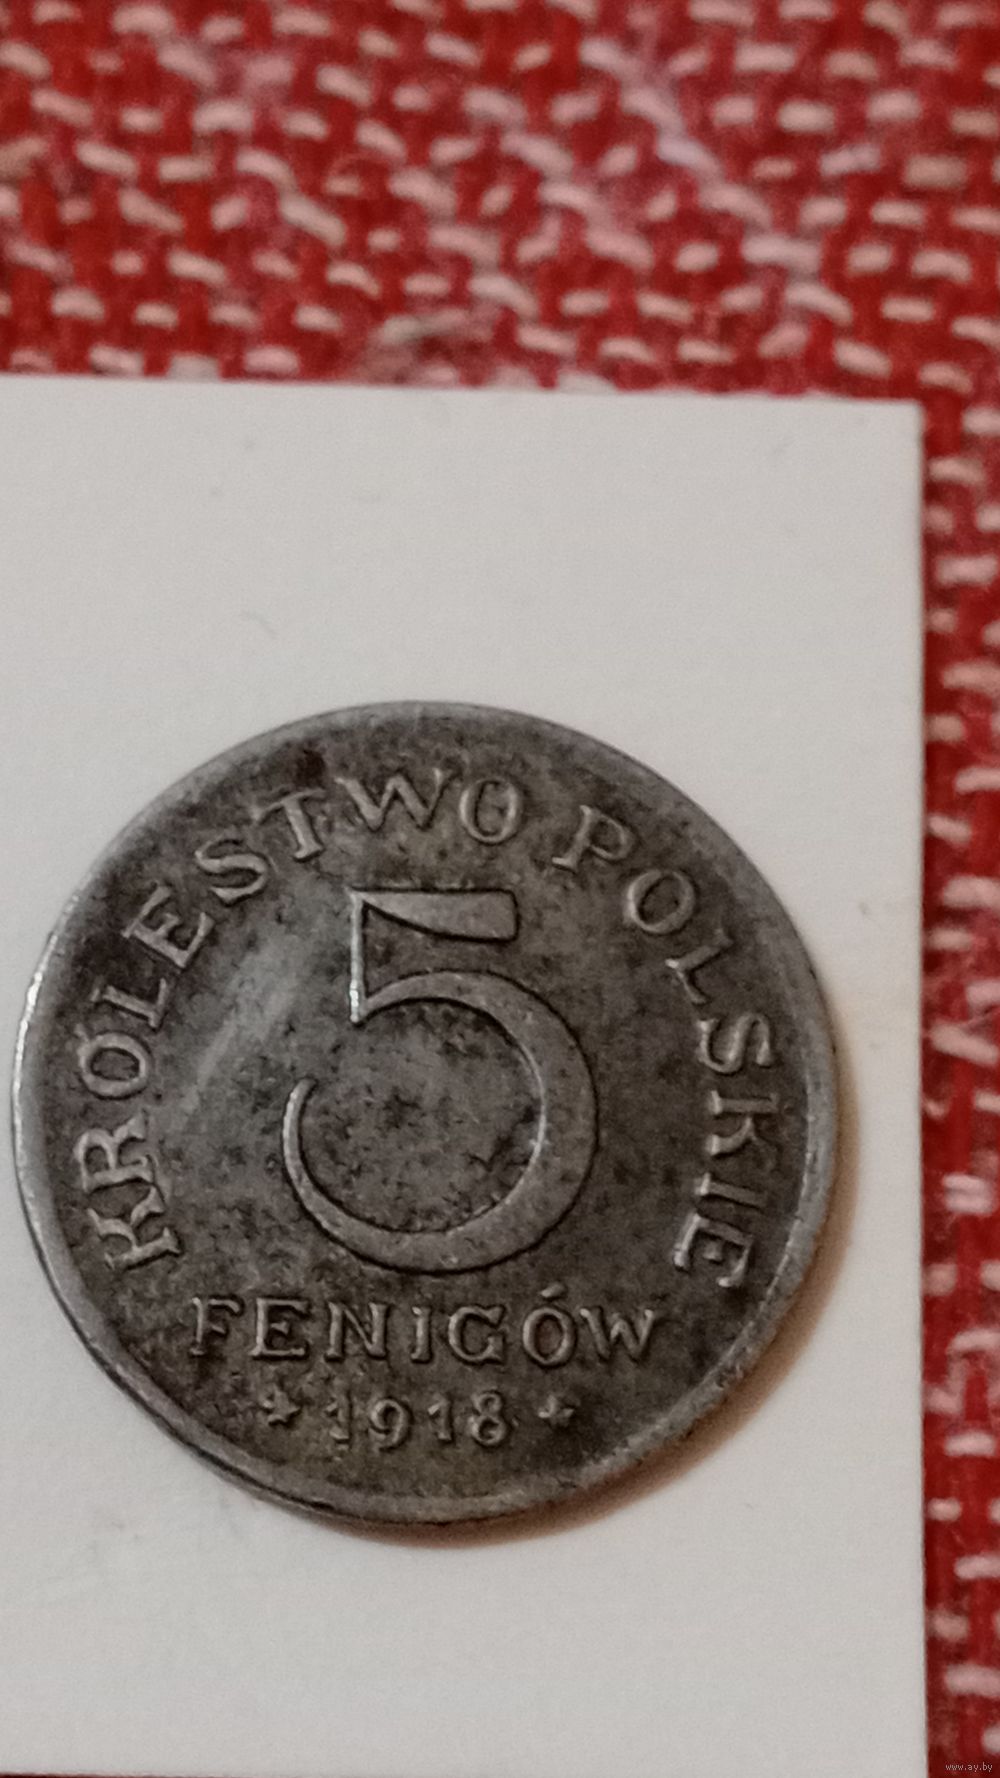 KRÓLESTWO POLSKIE
5
FENIGÓW
* 1918 *
www.ay.by